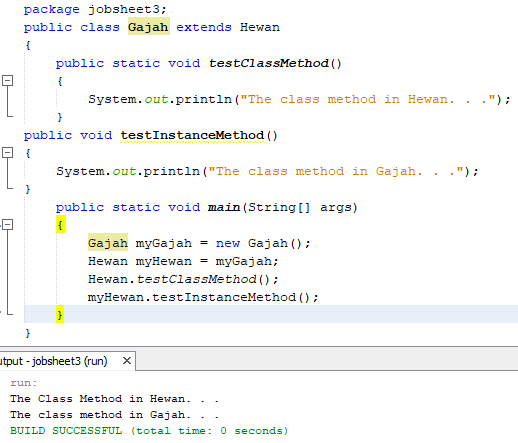 package jobsheet3;
public class Gajah extends Hewan
{
public static void testClassMethod()
{
System.out.println("The class method in Hewan. . .");
}
public void testInstanceMethod()
{
System.out.println("The class method in Gajah. . .");
}
public static void main(String[] args)
{
Gajah myGajah = new Gajah();
Hewan myHewan = myGajah;
Hewan.testClassMethod();
myHewan.testInstanceMethod();
}
}
utput - jobsheet3 (run) X
run:
The Class Method in Hewan. . .
The class method in Gajah. . .
BUILD SUCCESSFUL (total time: 0 seconds)